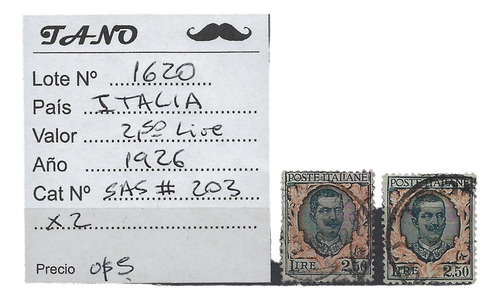 TANO
Lote Nº 1620
País ITALIA
Valor 2,50 Lire
Año 1926
Cat Nº SAS # 203
x 2
Precio
POSTE ITALIANE
LIRE 2.50
POSTE ITALIANE
LIRE 2.50